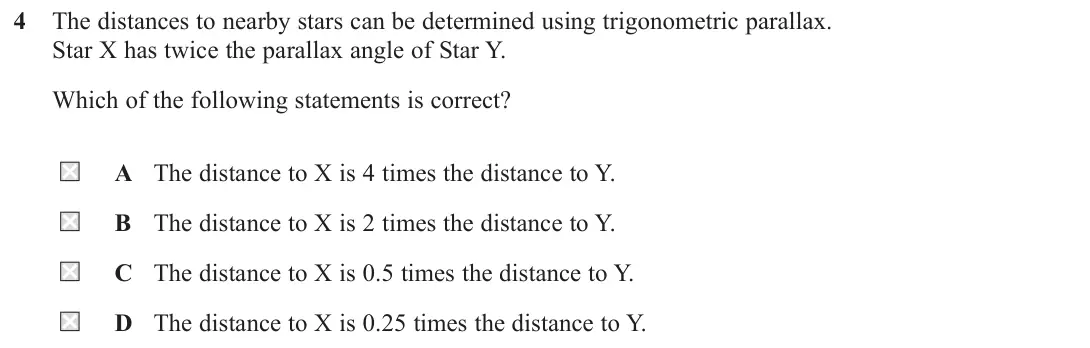 4 The distances to nearby stars can be determined using trigonometric parallax.
Star X has twice the parallax angle of Star Y.
Which of the following statements is correct?
A The distance to X is 4 times the distance to Y.
B The distance to X is 2 times the distance to Y.
C The distance to X is 0.5 times the distance to Y.
D The distance to X is 0.25 times the distance to Y.